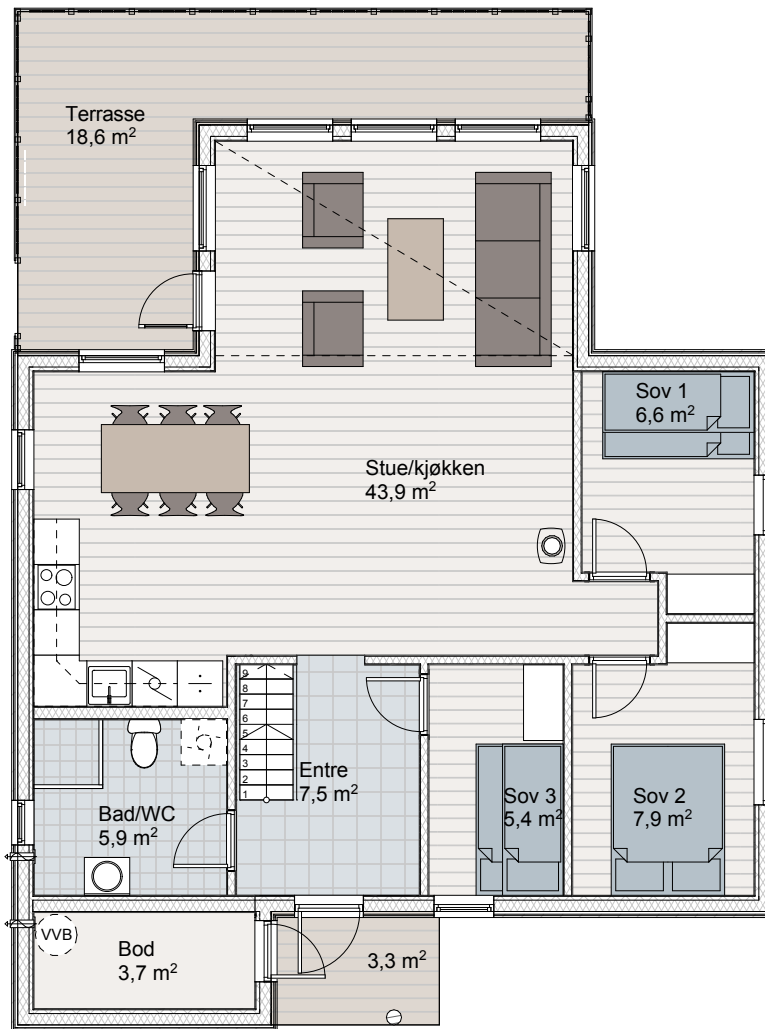 Terrasse
18,6 m²
Sov 1
6,6 m²
Stue/kjøkken
43,9 m²
9
8
7
6
5
4
3
2
1
Entre
7,5 m²
Bad/WC
5,9 m²
Sov 3
5,4 m²
Sov 2
7,9 m²
VVB
Bod
3,7 m²
3,3 m²